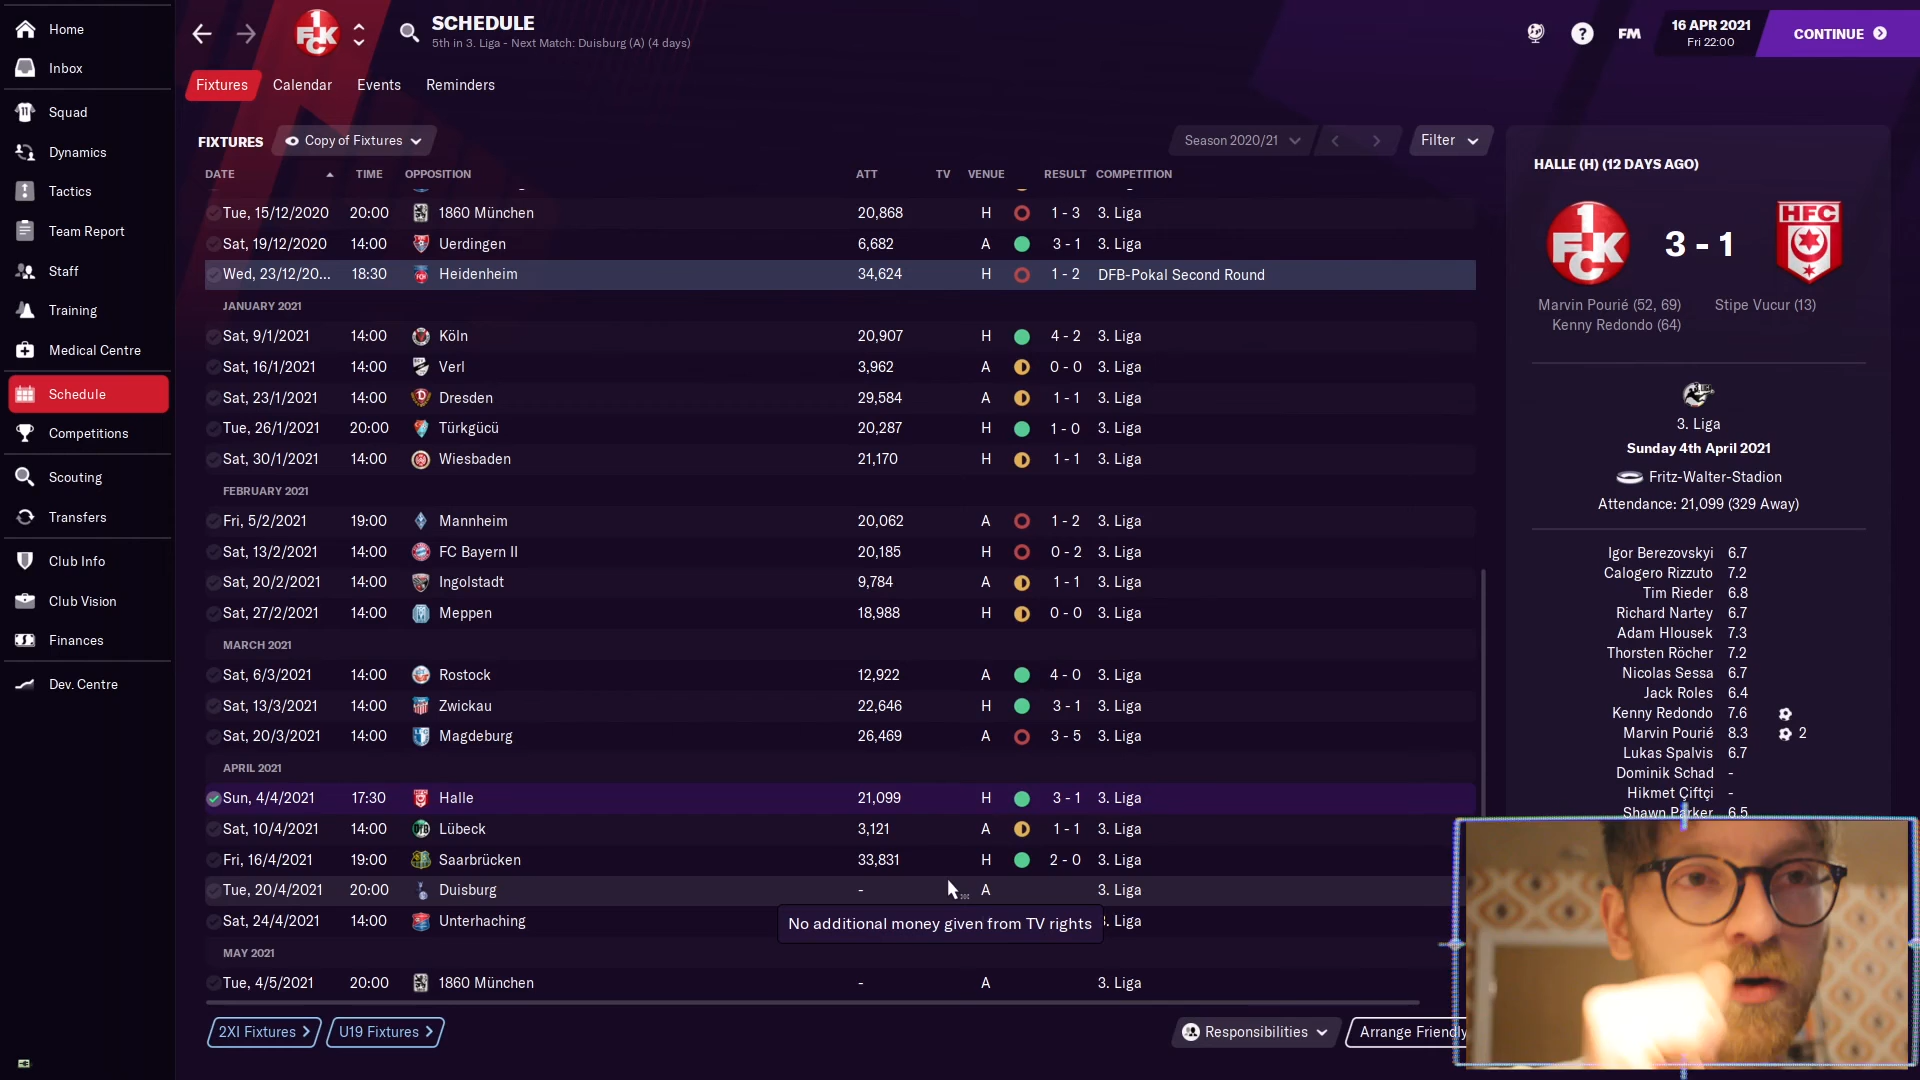 Home
Inbox
Squad
Dynamics
Tactics
Team Report
Staff
Training
Medical Centre
Schedule
Competitions
Scouting
Transfers
Club Info
Club Vision
Finances
Dev. Centre
SCHEDULE
5th in 3. Liga - Next Match: Duisburg (A) (4 days)
FM
16 APR 2021
Fri 22:00
CONTINUE
Fixtures Calendar Events Reminders
FIXTURES Copy of Fixtures Season 2020/21 Filter
DATE TIME OPPOSITION ATT TV VENUE RESULT COMPETITION
Tue, 15/12/2020 20:00 1860 München 20,868 H 1 - 3 3. Liga
Sat, 19/12/2020 14:00 Uerdingen 6,682 A 3 - 1 3. Liga
Wed, 23/12/20... 18:30 Heidenheim 34,624 H 1 - 2 DFB-Pokal Second Round
JANUARY 2021
Sat, 9/1/2021 14:00 Köln 20,907 H 4 - 2 3. Liga
Sat, 16/1/2021 14:00 Verl 3,962 A 0 - 0 3. Liga
Sat, 23/1/2021 14:00 Dresden 29,584 A 1 - 1 3. Liga
Tue, 26/1/2021 20:00 Türkgücü 20,287 H 1 - 0 3. Liga
Sat, 30/1/2021 14:00 Wiesbaden 21,170 H 1 - 1 3. Liga
FEBRUARY 2021
Fri, 5/2/2021 19:00 Mannheim 20,062 A 1 - 2 3. Liga
Sat, 13/2/2021 14:00 FC Bayern II 20,185 H 0 - 2 3. Liga
Sat, 20/2/2021 14:00 Ingolstadt 9,784 A 1 - 1 3. Liga
Sat, 27/2/2021 14:00 Meppen 18,988 H 0 - 0 3. Liga
MARCH 2021
Sat, 6/3/2021 14:00 Rostock 12,922 A 4 - 0 3. Liga
Sat, 13/3/2021 14:00 Zwickau 22,646 H 3 - 1 3. Liga
Sat, 20/3/2021 14:00 Magdeburg 26,469 A 3 - 5 3. Liga
APRIL 2021
Sun, 4/4/2021 17:30 Halle 21,099 H 3 - 1 3. Liga
Sat, 10/4/2021 14:00 Lübeck 3,121 A 1 - 1 3. Liga
Fri, 16/4/2021 19:00 Saarbrücken 33,831 H 2 - 0 3. Liga
Tue, 20/4/2021 20:00 Duisburg - A 3. Liga
Sat, 24/4/2021 14:00 Unterhaching . Liga
No additional money given from TV rights
MAY 2021
Tue, 4/5/2021 20:00 1860 München - A 3. Liga
2XI Fixtures U19 Fixtures Responsibilities Arrange Friendly
HALLE (H) (12 DAYS AGO)
1 FCK 3 - 1 HFC
Marvin Pourié (52, 69) Stipe Vucur (13)
Kenny Redondo (64)
3. Liga
Sunday 4th April 2021
Fritz-Walter-Stadion
Attendance: 21,099 (329 Away)
Igor Berezovskyi 6.7
Calogero Rizzuto 7.2
Tim Rieder 6.8
Richard Nartey 6.7
Adam Hlousek 7.3
Thorsten Röcher 7.2
Nicolas Sessa 6.7
Jack Roles 6.4
Kenny Redondo 7.6
Marvin Pourié 8.3 2
Lukas Spalvis 6.7
Dominik Schad -
Hikmet Çiftçi -
Shawn Parker 6.5